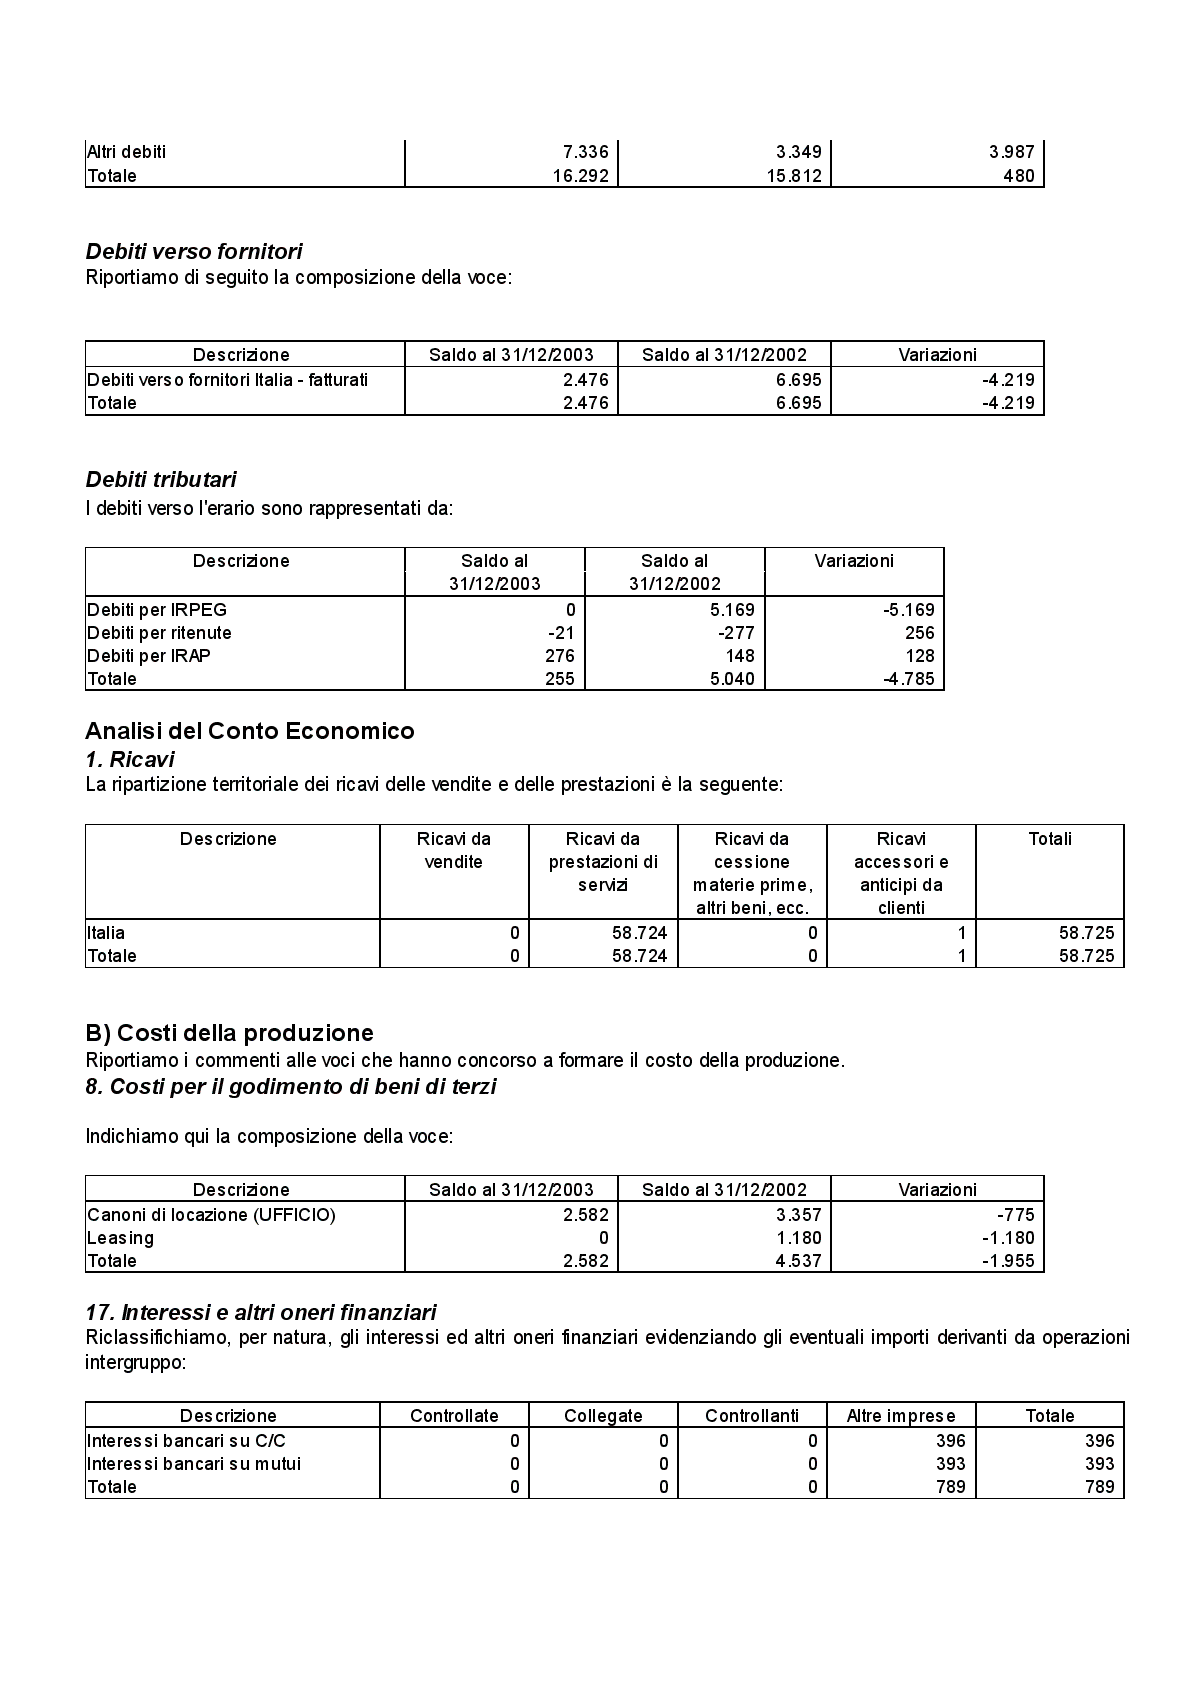 Altri debiti 7.336 3.349 3.987
Totale 16.292 15.812 480
Debiti verso fornitori
Riportiamo di seguito la composizione della voce:
Descrizione Saldo al 31/12/2003 Saldo al 31/12/2002 Variazioni
Debiti verso fornitori Italia - fatturati 2.476 6.695 -4.219
Totale 2.476 6.695 -4.219
Debiti tributari
I debiti verso l'erario sono rappresentati da:
Descrizione Saldo al Saldo al Variazioni
31/12/2003 31/12/2002
Debiti per IRPEG 0 5.169 -5.169
Debiti per ritenute -21 -277 256
Debiti per IRAP 276 148 128
Totale 255 5.040 -4.785
Analisi del Conto Economico
1. Ricavi
La ripartizione territoriale dei ricavi delle vendite e delle prestazioni è la seguente:
Descrizione Ricavi da Ricavi da Ricavi da Ricavi Totali
vendite prestazioni di cessione accessori e
servizi materie prime, anticipi da
altri beni, ecc. clienti
Italia 0 58.724 0 1 58.725
Totale 0 58.724 0 1 58.725
B) Costi della produzione
Riportiamo i commenti alle voci che hanno concorso a formare il costo della produzione.
8. Costi per il godimento di beni di terzi
Indichiamo qui la composizione della voce:
Descrizione Saldo al 31/12/2003 Saldo al 31/12/2002 Variazioni
Canoni di locazione (UFFICIO) 2.582 3.357 -775
Leasing 0 1.180 -1.180
Totale 2.582 4.537 -1.955
17. Interessi e altri oneri finanziari
Riclassifichiamo, per natura, gli interessi ed altri oneri finanziari evidenziando gli eventuali importi derivanti da operazioni
intergruppo:
Descrizione Controllate Collegate Controllanti Altre imprese Totale
Interessi bancari su C/C 0 0 0 396 396
Interessi bancari su mutui 0 0 0 393 393
Totale 0 0 0 789 789